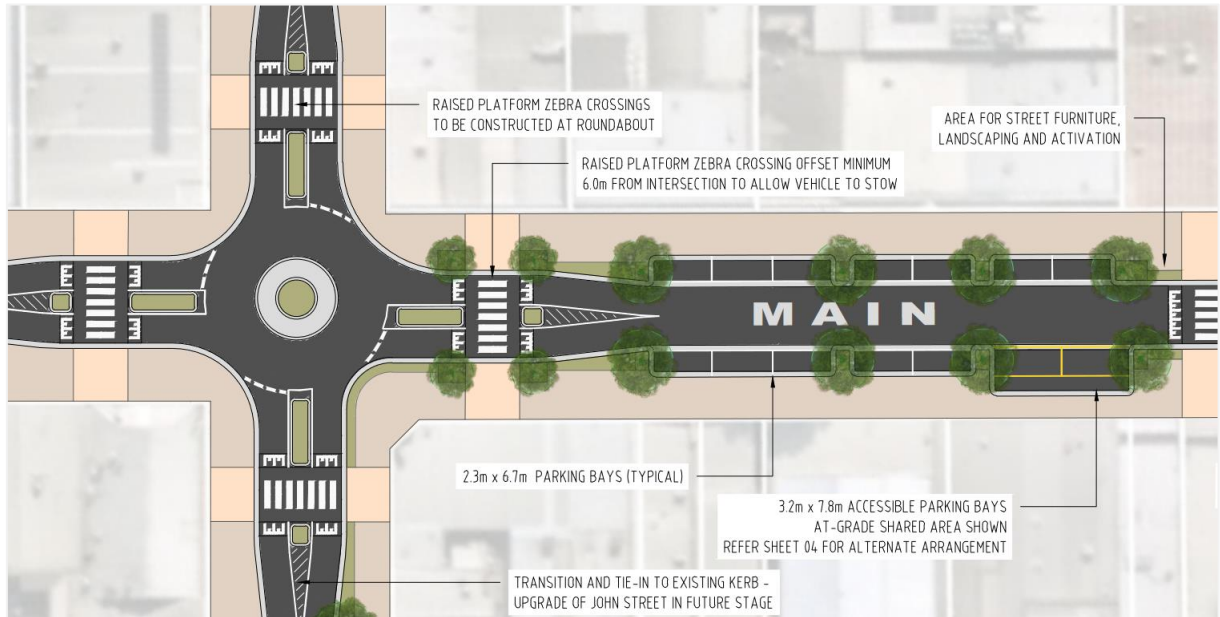 RAISED PLATFORM ZEBRA CROSSINGS
TO BE CONSTRUCTED AT ROUNDABOUT
AREA FOR STREET FURNITURE,
LANDSCAPING AND ACTIVATION
RAISED PLATFORM ZEBRA CROSSING OFFSET MINIMUM
6.0m FROM INTERSECTION TO ALLOW VEHICLE TO STOW
MAIN
2.3m x 6.7m PARKING BAYS (TYPICAL)
3.2m x 7.8m ACCESSIBLE PARKING BAYS
AT-GRADE SHARED AREA SHOWN
REFER SHEET 04 FOR ALTERNATE ARRANGEMENT
TRANSITION AND TIE-IN TO EXISTING KERB -
UPGRADE OF JOHN STREET IN FUTURE STAGE